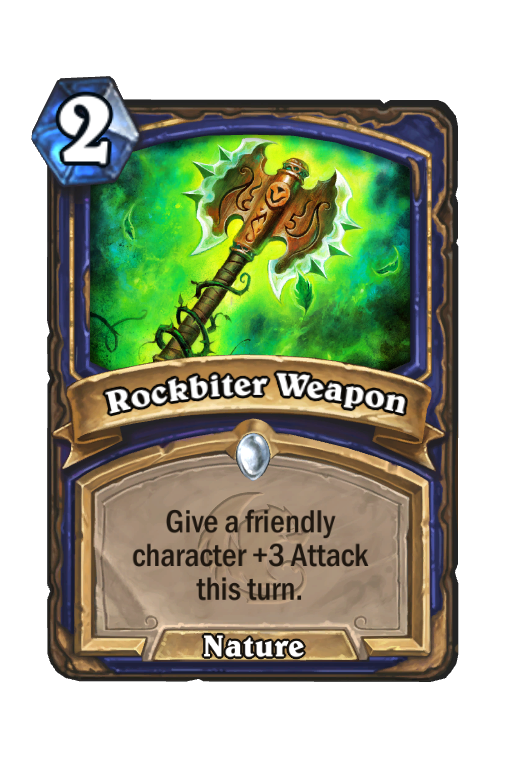 2
Rockbiter Weapon
Give a friendly
character +3 Attack
this turn.
Nature